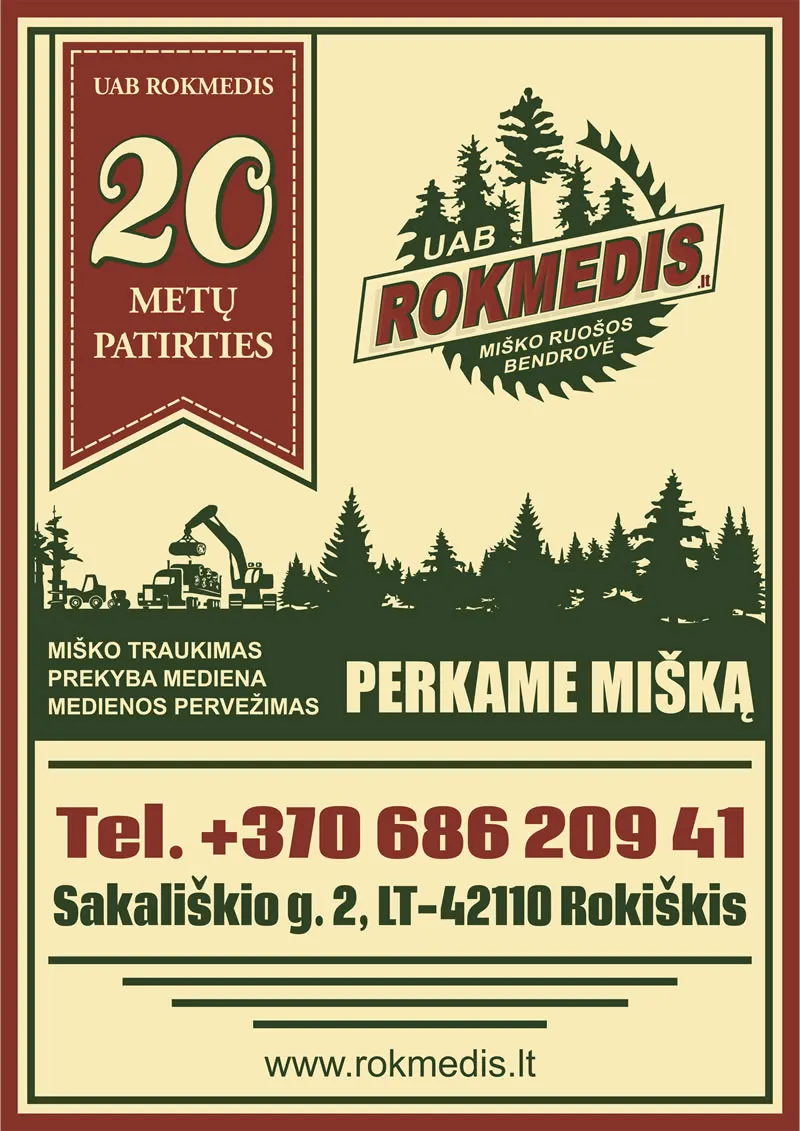 UAB ROKMEDIS
20
METŲ
PATIRTIES
UAB
ROKMEDIS.lt
MIŠKO RUOŠOS
BENDROVĖ
MIŠKO TRAUKIMAS
PREKYBA MEDIENA
MEDIENOS PERVEŽIMAS
PERKAME MIŠKĄ
Tel. +370 686 209 41
Sakališkio g. 2, LT-42110 Rokiškis
www.rokmedis.lt